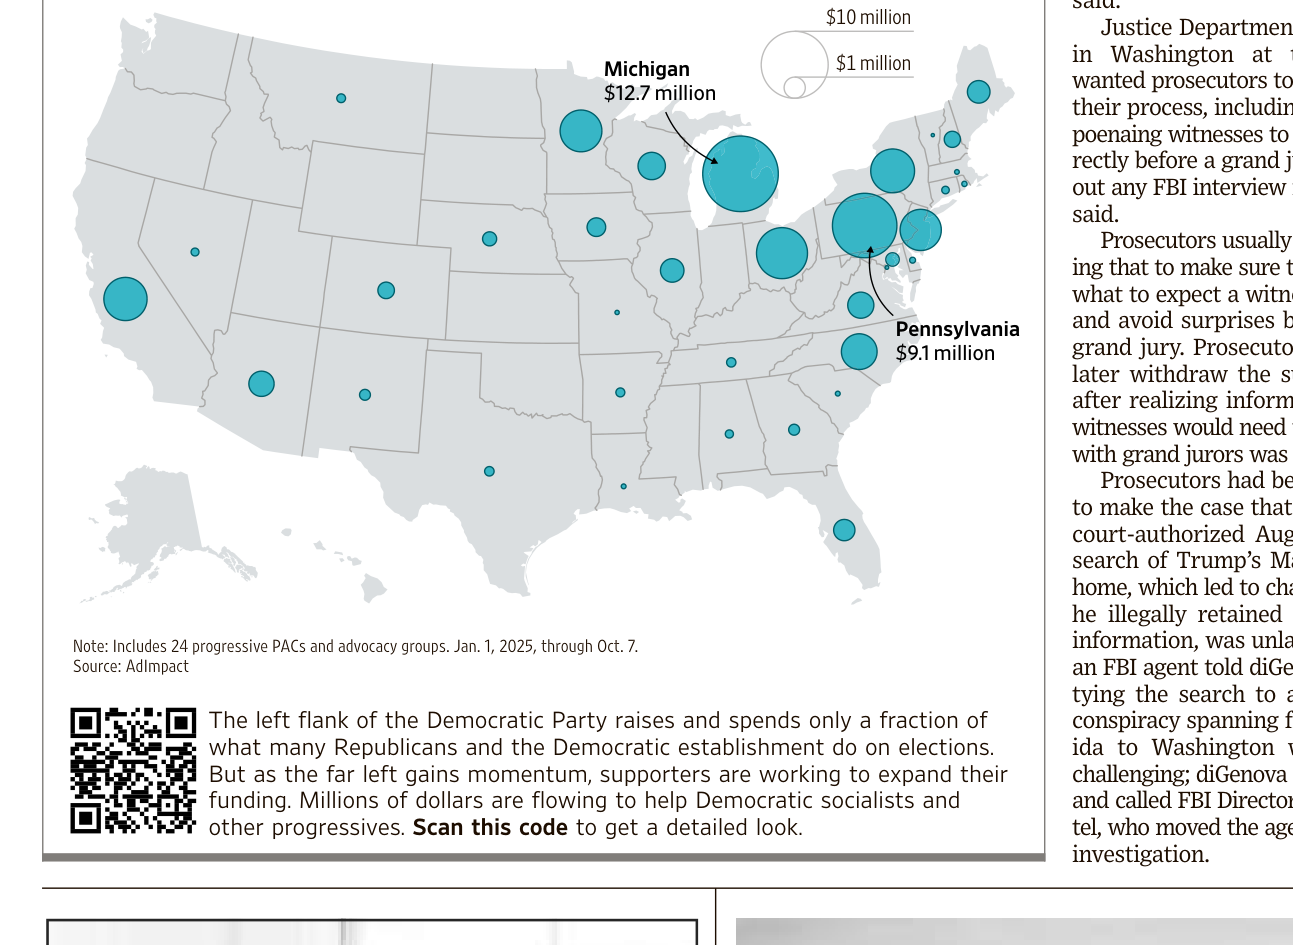 $10 million
$1 million
Michigan
$12.7 million
Pennsylvania
$9.1 million
Note: Includes 24 progressive PACs and advocacy groups. Jan. 1, 2025, through Oct. 7.
Source: AdImpact
The left flank of the Democratic Party raises and spends only a fraction of
what many Republicans and the Democratic establishment do on elections.
But as the far left gains momentum, supporters are working to expand their
funding. Millions of dollars are flowing to help Democratic socialists and
other progressives. Scan this code to get a detailed look.
said.
Justice Departmen
in Washington at
wanted prosecutors to
their process, includin
poenaing witnesses to
rectly before a grand
out any FBI interview
said.
Prosecutors usually
ing that to make sure
what to expect a witn
and avoid surprises
grand jury. Prosecuto
later withdraw the
after realizing inform
witnesses would need
with grand jurors was
Prosecutors had be
to make the case that
court-authorized Aug
search of Trump’s Ma
home, which led to cha
he illegally retained
information, was unla
an FBI agent told diGe
tying the search to a
conspiracy spanning f
ida to Washington
challenging; diGenova
and called FBI Director
tel, who moved the age
investigation.